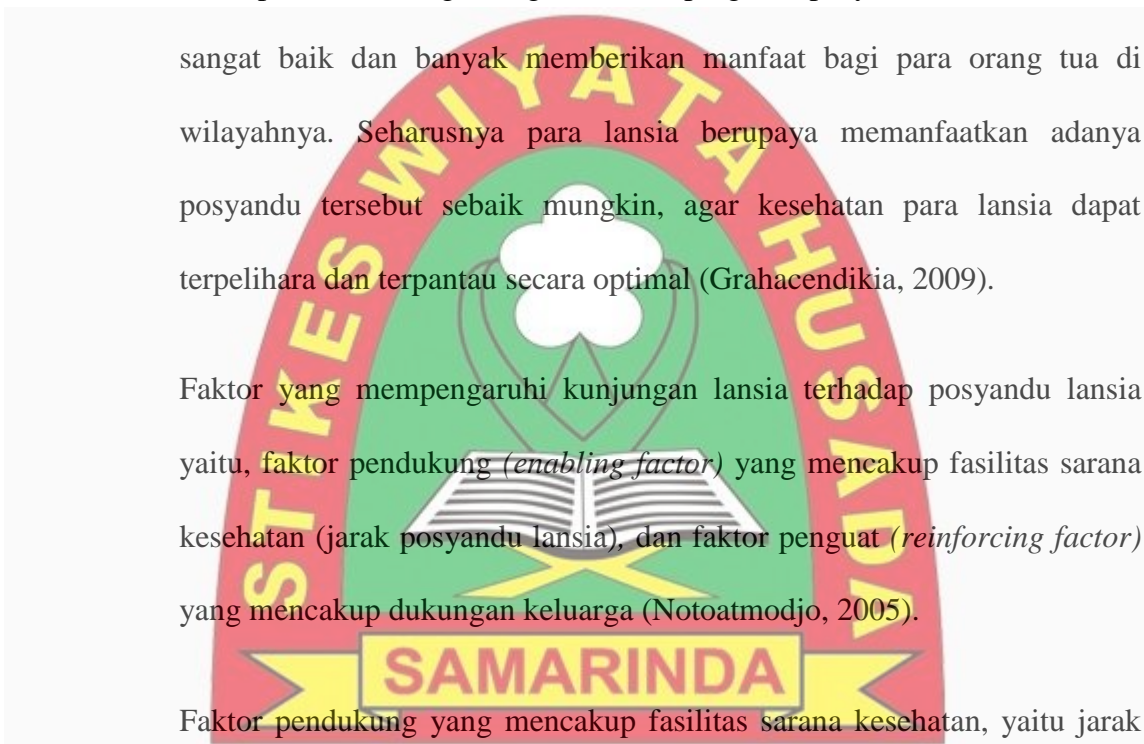 sangat baik dan banyak memberikan manfaat bagi para orang tua di
wilayahnya. Seharusnya para lansia berupaya memanfaatkan adanya
posyandu tersebut sebaik mungkin, agar kesehatan para lansia dapat
terpelihara dan terpantau secara optimal (Grahacendikia, 2009).
Faktor yang mempengaruhi kunjungan lansia terhadap posyandu lansia
yaitu, faktor pendukung (enabling factor) yang mencakup fasilitas sarana
kesehatan (jarak posyandu lansia), dan faktor penguat (reinforcing factor)
yang mencakup dukungan keluarga (Notoatmodjo, 2005).
Faktor pendukung yang mencakup fasilitas sarana kesehatan, yaitu jarak
STIKES WIYATA HUSADA
SAMARINDA